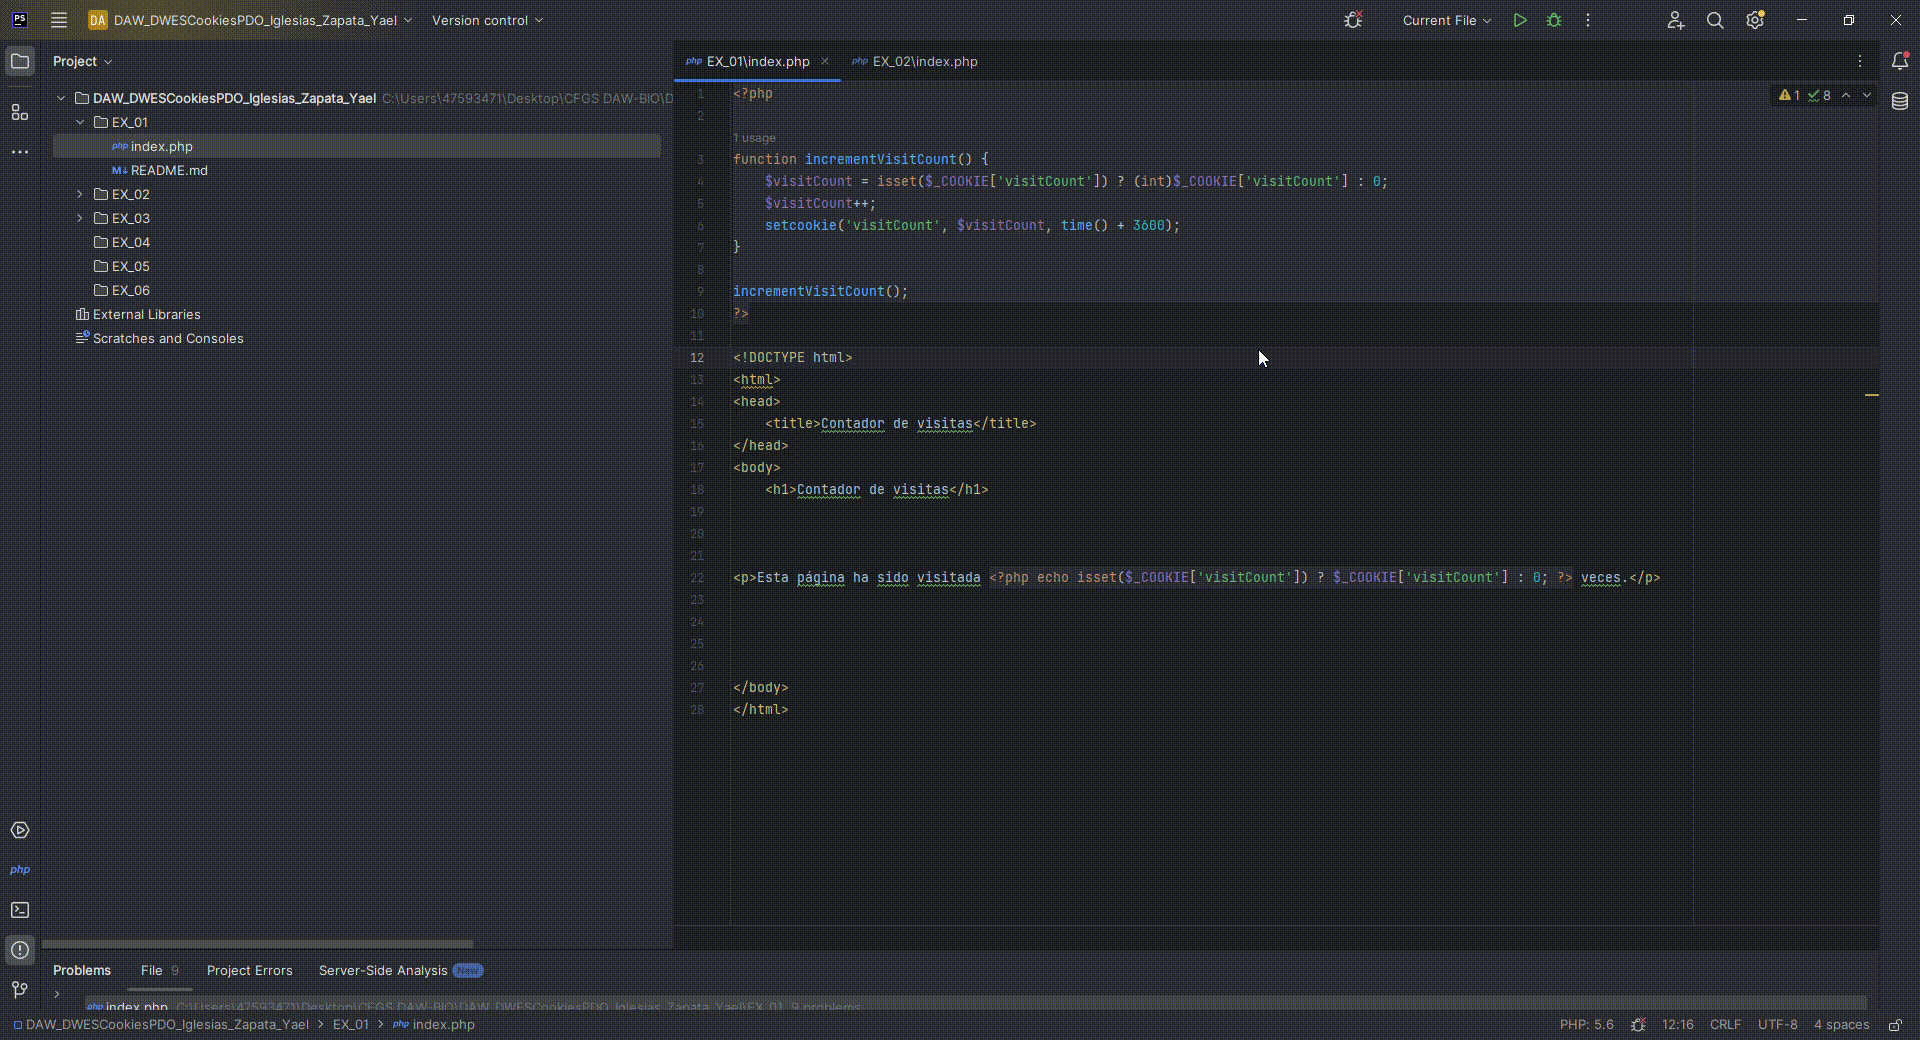 PS DA DAW_DWESCookiesPDO_Iglesias_Zapata_Yael Version control Current File
Project
DAW_DWESCookiesPDO_Iglesias_Zapata_Yael C:\Users\47593471\Desktop\CFGS DAW-BIO\D
EX_01
php index.php
M↓ README.md
EX_02
EX_03
EX_04
EX_05
EX_06
External Libraries
Scratches and Consoles
php EX_01\index.php php EX_02\index.php
1 8
1 <?php
2
1 usage
3 function incrementVisitCount() {
4 $visitCount = isset($_COOKIE['visitCount']) ? (int)$_COOKIE['visitCount'] : 0;
5 $visitCount++;
6 setcookie('visitCount', $visitCount, time() + 3600);
7 }
8
9 incrementVisitCount();
10 ?>
11
12 <!DOCTYPE html>
13 <html>
14 <head>
15 <title>Contador de visitas</title>
16 </head>
17 <body>
18 <h1>Contador de visitas</h1>
19
20
21
22 <p>Esta página ha sido visitada <?php echo isset($_COOKIE['visitCount']) ? $_COOKIE['visitCount'] : 0; ?> veces.</p>
23
24
25
26
27 </body>
28 </html>
php
Problems File 9 Project Errors Server-Side Analysis New
php index.php C:\Users\47593471\Desktop\CFGS DAW-BIO\DAW_DWESCookiesPDO_Iglesias_Zapata_Yael\EX_01 9 problems
DAW_DWESCookiesPDO_Iglesias_Zapata_Yael > EX_01 > php index.php PHP: 5.6 12:16 CRLF UTF-8 4 spaces